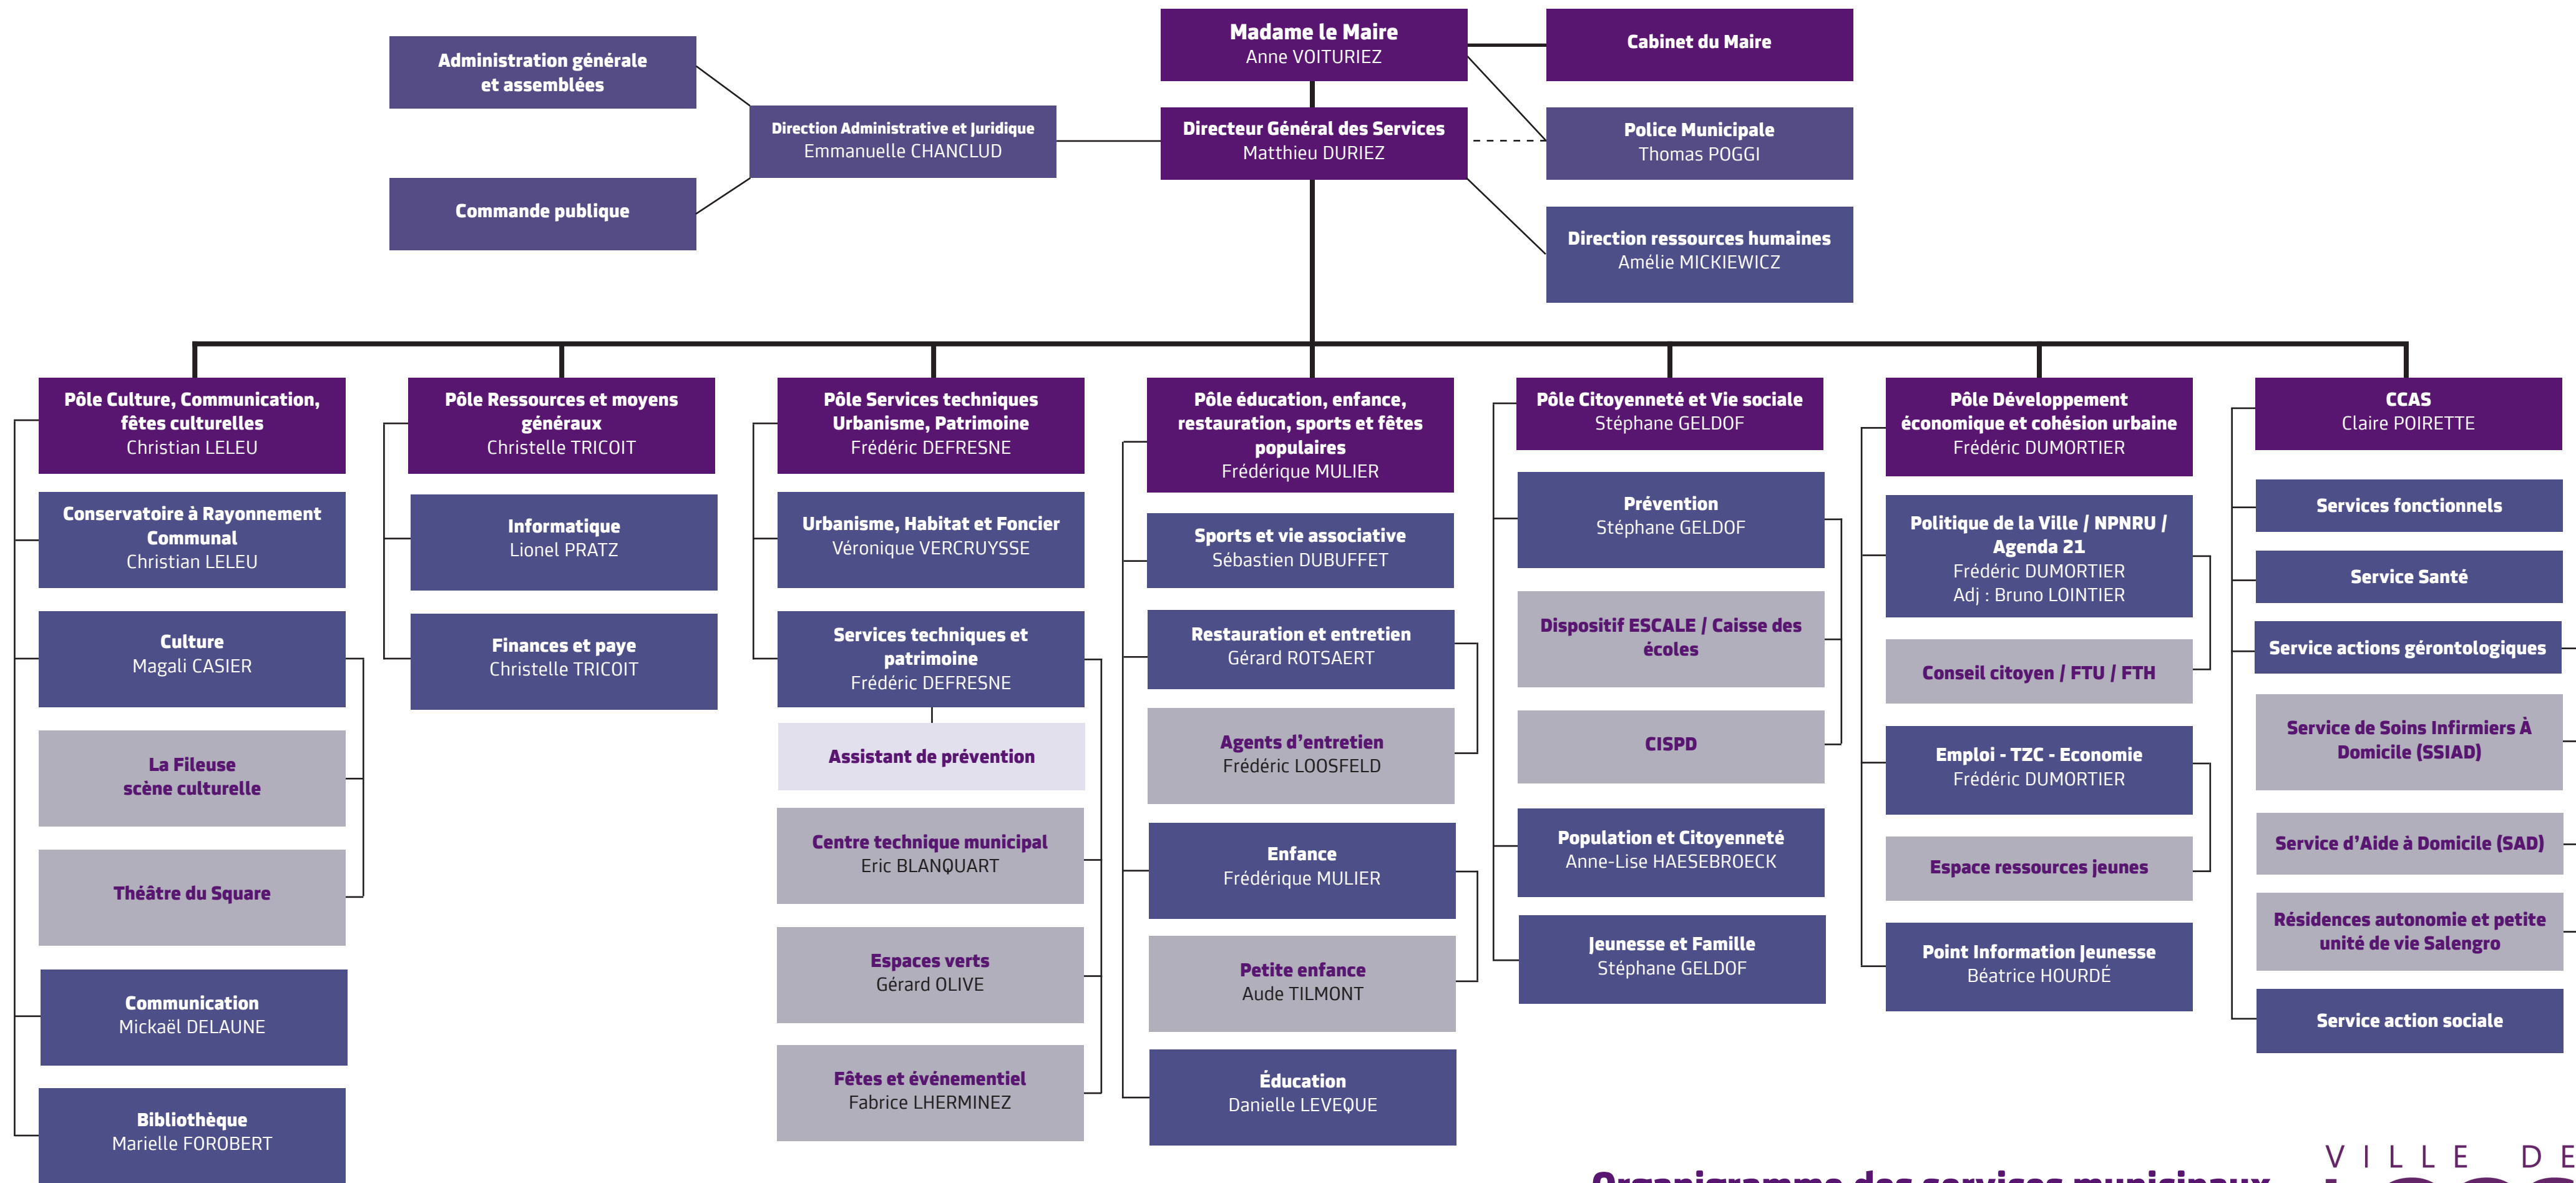 Madame le Maire
Anne VOITURIEZ
Cabinet du Maire
Administration générale
et assemblées
Direction Administrative et Juridique
Emmanuelle CHANCLUD
Directeur Général des Services
Matthieu DURIEZ
Police Municipale
Thomas POGGI
Commande publique
Direction ressources humaines
Amélie MICKIEWICZ
Pôle Culture, Communication,
fêtes culturelles
Christian LELEU
Conservatoire à Rayonnement
Communal
Christian LELEU
Culture
Magali CASIER
La Fileuse
scène culturelle
Théâtre du Square
Communication
Mickaël DELAUNE
Bibliothèque
Marielle FOROBERT
Pôle Ressources et moyens
généraux
Christelle TRICOIT
Informatique
Lionel PRATZ
Finances et paye
Christelle TRICOIT
Pôle Services techniques
Urbanisme, Patrimoine
Frédéric DEFRESNE
Urbanisme, Habitat et Foncier
Véronique VERCRUYSSE
Services techniques et
patrimoine
Frédéric DEFRESNE
Assistant de prévention
Centre technique municipal
Eric BLANQUART
Espaces verts
Gérard OLIVE
Fêtes et événementiel
Fabrice LHERMINEZ
Pôle éducation, enfance,
restauration, sports et fêtes
populaires
Frédérique MULIER
Sports et vie associative
Sébastien DUBUFFET
Restauration et entretien
Gérard ROTSAERT
Agents d’entretien
Frédéric LOOSFELD
Enfance
Frédérique MULIER
Petite enfance
Aude TILMONT
Éducation
Danielle LEVEQUE
Pôle Citoyenneté et Vie sociale
Stéphane GELDOF
Prévention
Stéphane GELDOF
Dispositif ESCALE / Caisse des
écoles
CISPD
Population et Citoyenneté
Anne-Lise HAESEBROECK
Jeunesse et Famille
Stéphane GELDOF
Pôle Développement
économique et cohésion urbaine
Frédéric DUMORTIER
Politique de la Ville / NPNRU /
Agenda 21
Frédéric DUMORTIER
Adj : Bruno LOINTIER
Conseil citoyen / FTU / FTH
Emploi - TZC - Economie
Frédéric DUMORTIER
Espace ressources jeunes
Point Information Jeunesse
Béatrice HOURDÉ
CCAS
Claire POIRETTE
Services fonctionnels
Service Santé
Service actions gérontologiques
Service de Soins Infirmiers À
Domicile (SSIAD)
Service d’Aide à Domicile (SAD)
Résidences autonomie et petite
unité de vie Salengro
Service action sociale
Organigramme des services municipaux
VILLE DE